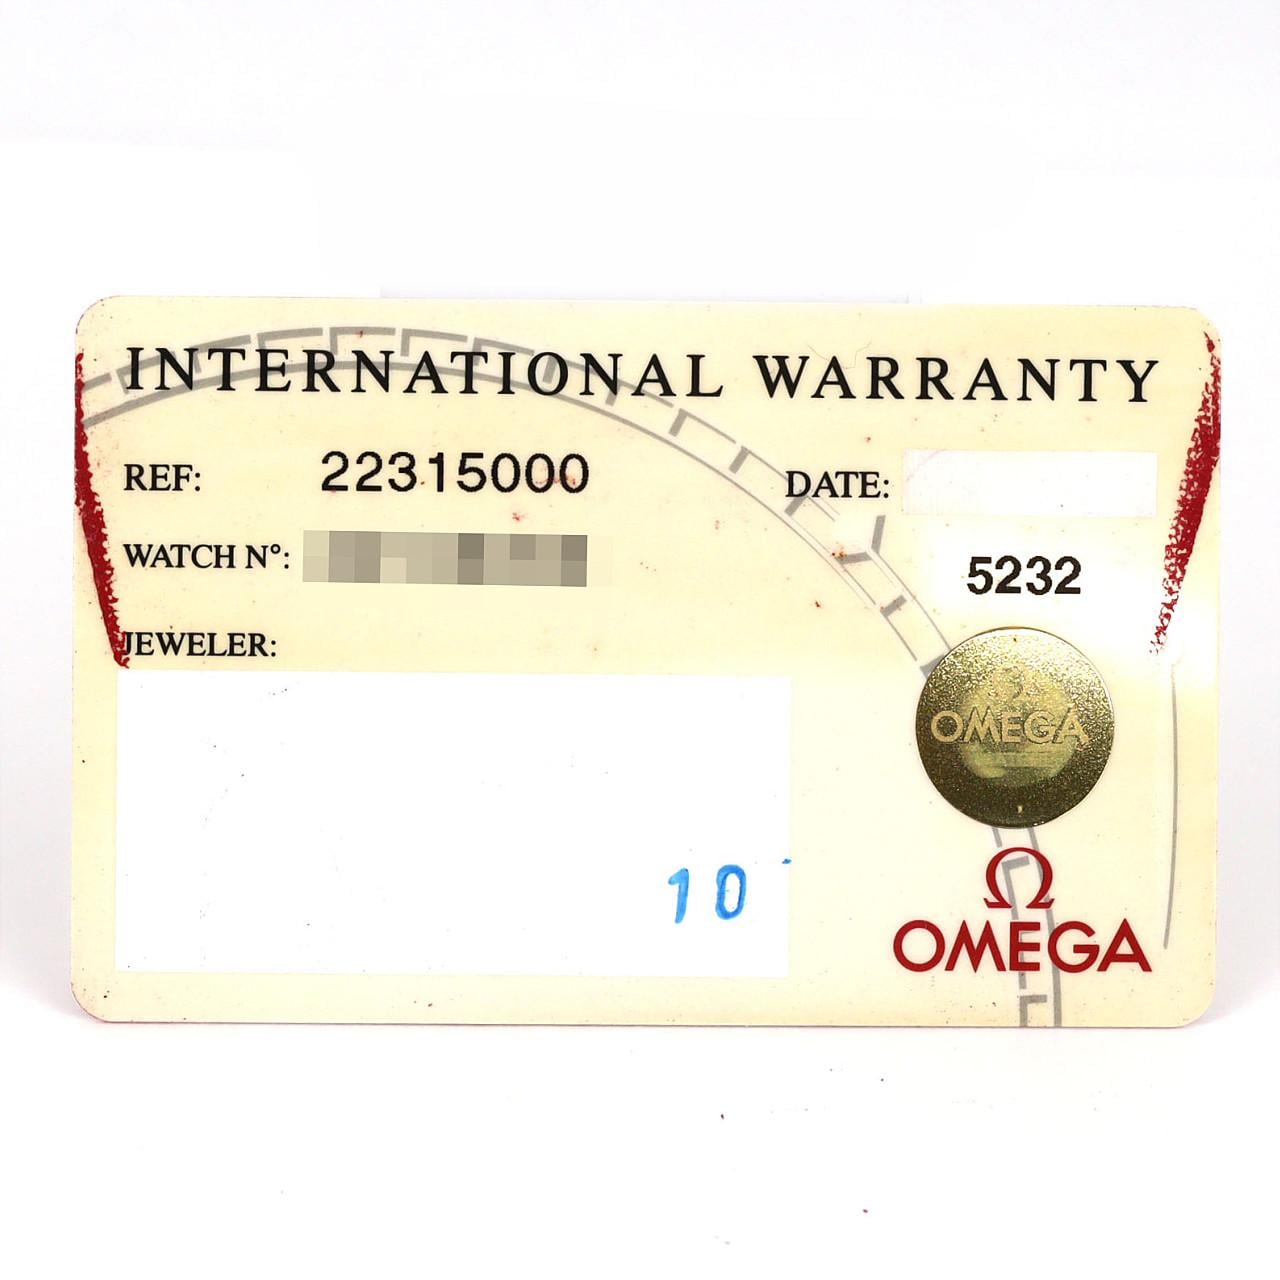 INTERNATIONAL WARRANTY
REF: 22315000
DATE:
WATCH N°:
5232
JEWELER:
OMEGA
10
Ω
OMEGA